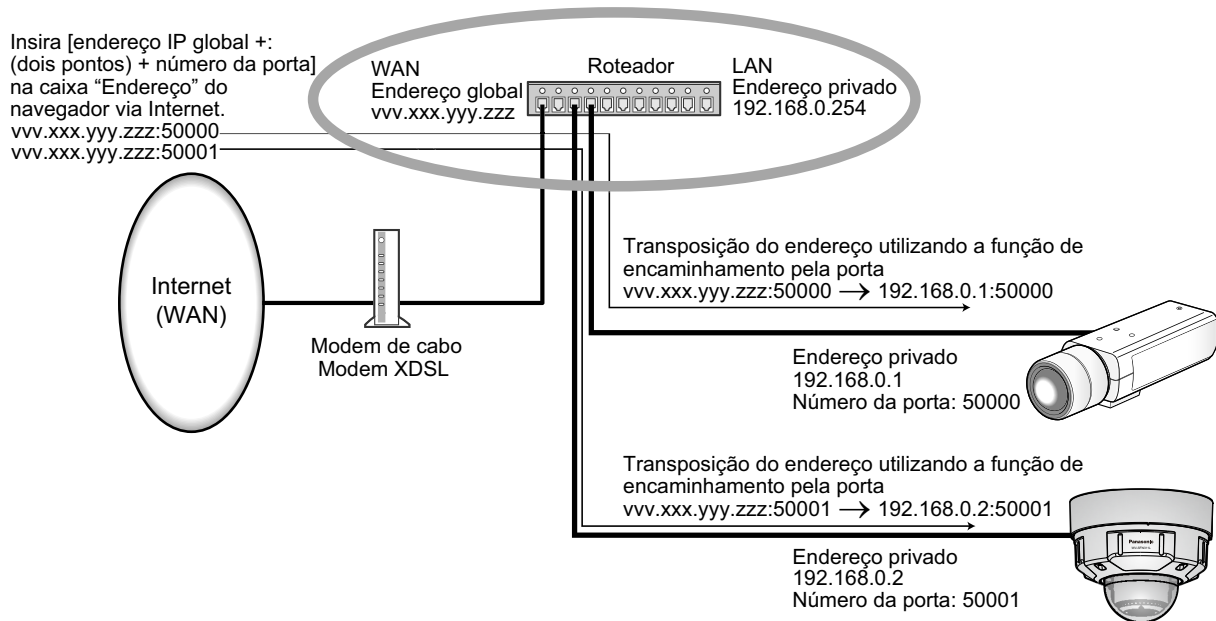 Insira [endereço IP global +:
(dois pontos) + número da porta]
na caixa “Endereço” do
navegador via Internet.
vvv.xxx.yyy.zzz:50000
vvv.xxx.yyy.zzz:50001
WAN
Endereço global
vvv.xxx.yyy.zzz
Roteador
LAN
Endereço privado
192.168.0.254
Internet
(WAN)
Modem de cabo
Modem XDSL
Transposição do endereço utilizando a função de
encaminhamento pela porta
vvv.xxx.yyy.zzz:50000 → 192.168.0.1:50000
Endereço privado
192.168.0.1
Número da porta: 50000
Transposição do endereço utilizando a função de
encaminhamento pela porta
vvv.xxx.yyy.zzz:50001 → 192.168.0.2:50001
Endereço privado
192.168.0.2
Número da porta: 50001
Panasonic